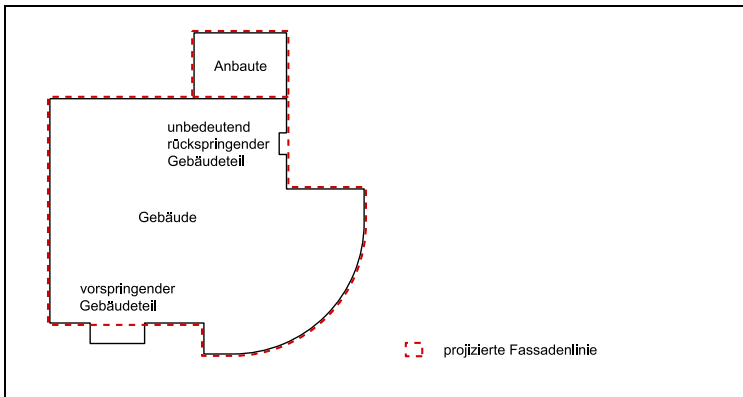 Anbaute
unbedeutend
rückspringender
Gebäudeteil
Gebäude
vorspringender
Gebäudeteil
projizierte Fassadenlinie